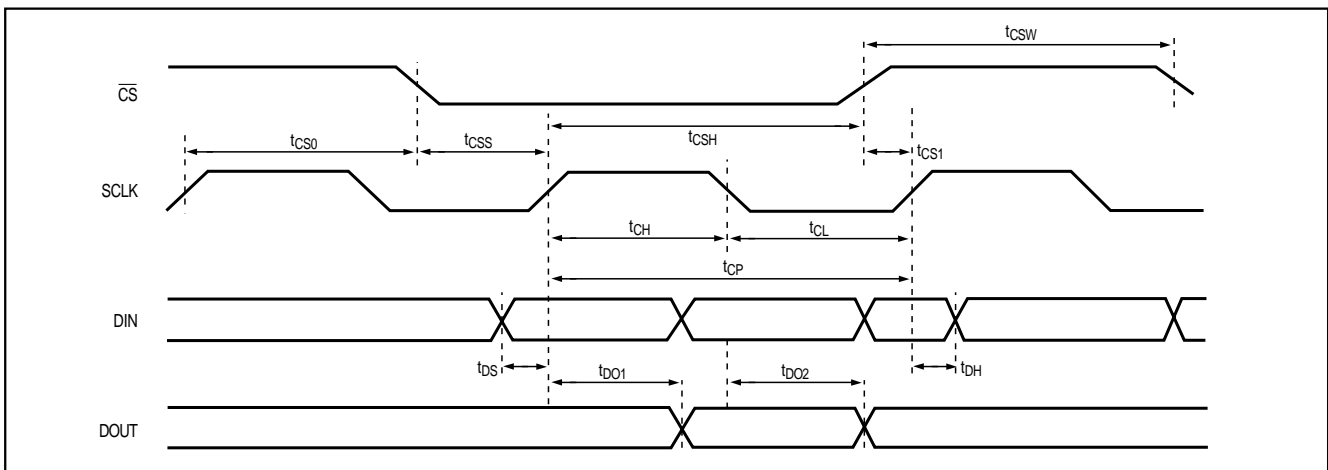 tCSW
CS
tCS0
tCSS
tCSH
tCS1
SCLK
tCH
tCL
tCP
DIN
tDS
tDO1
tDO2
tDH
DOUT